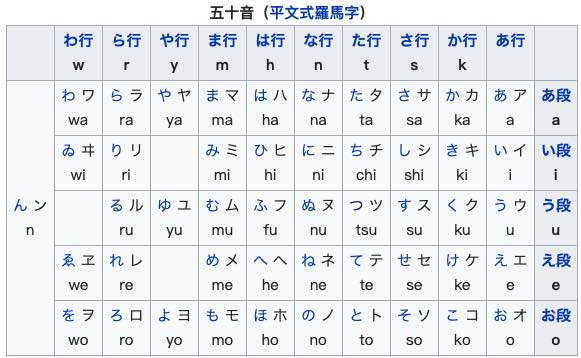 五十音（平文式羅馬字）
わ行 ら行 や行 ま行 は行 な行 た行 さ行 か行 あ行
w r y m h n t s k
わ ワ ら ラ や ヤ ま マ は ハ な ナ た タ さ サ か カ あ ア あ段
wa ra ya ma ha na ta sa ka a a
ゐ ヰ り リ み ミ ひ ヒ に ニ ち チ し シ き キ い イ い段
wi ri mi hi ni chi shi ki i i
ん ン る ル ゆ ユ む ム ふ フ ぬ ヌ つ ツ す ス く ク う ウ う段
n ru yu mu fu nu tsu su ku u u
ゑ ヱ れ レ め メ へ ヘ ね ネ て テ せ セ け ケ え エ え段
we re me he ne te se ke e e
を ヲ ろ ロ よ ヨ も モ ほ ホ の ノ と ト そ ソ こ コ お オ お段
wo ro yo mo ho no to so ko o o